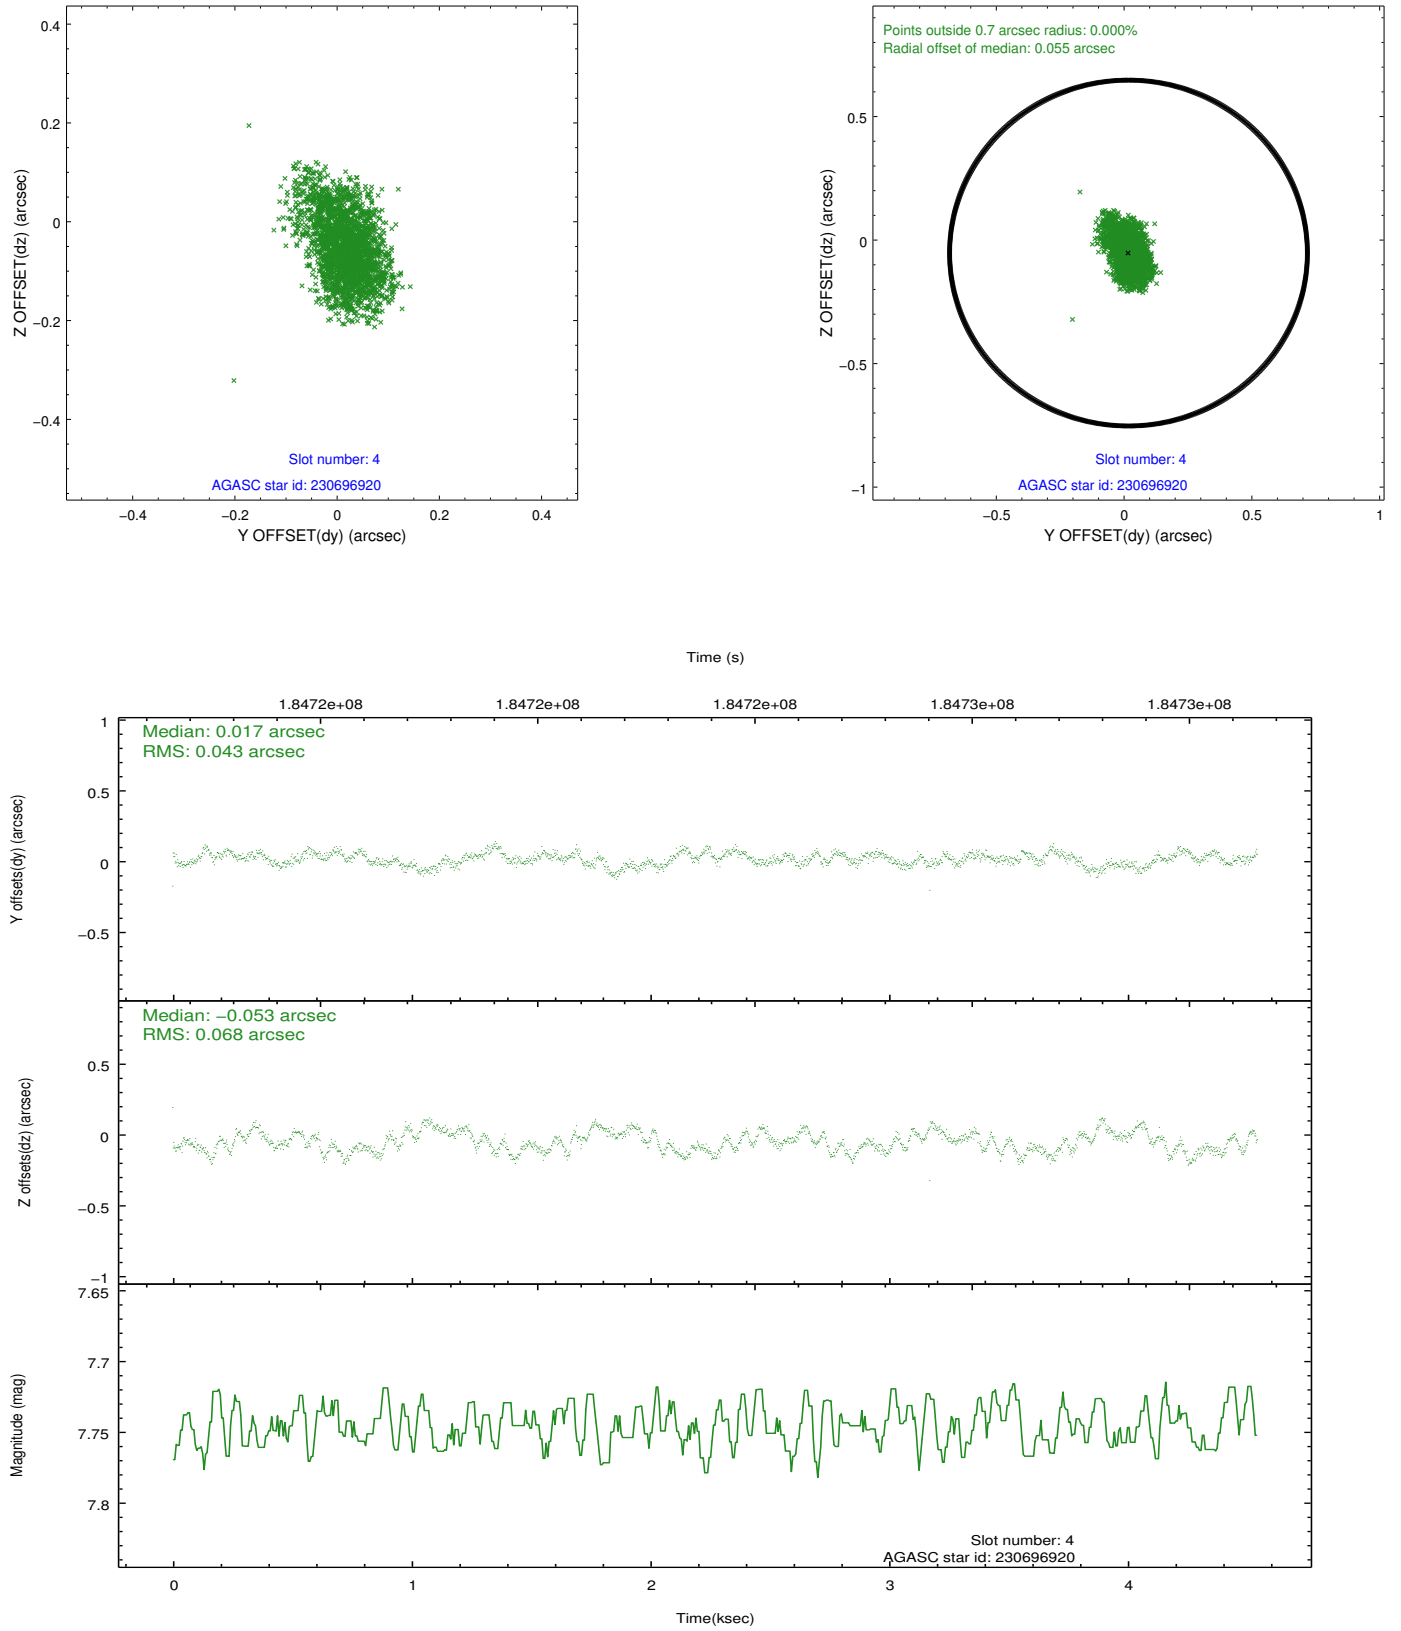 0.4
0.2
0
−0.2
−0.4
Z OFFSET(dz) (arcsec)
Slot number: 4
AGASC star id: 230696920
−0.4 −0.2 0 0.2 0.4
Y OFFSET(dy) (arcsec)
Points outside 0.7 arcsec radius: 0.000%
Radial offset of median: 0.055 arcsec
0.5
0
−0.5
−1
Z OFFSET(dz) (arcsec)
Slot number: 4
AGASC star id: 230696920
−0.5 0 0.5 1
Y OFFSET(dy) (arcsec)
Time (s)
1.8472e+08 1.8472e+08 1.8472e+08 1.8473e+08 1.8473e+08
Median: 0.017 arcsec
RMS: 0.043 arcsec
1
0.5
0
−0.5
Y offsets(dy) (arcsec)
Median: −0.053 arcsec
RMS: 0.068 arcsec
0.5
0
−0.5
−1
Z offsets(dz) (arcsec)
7.65
7.7
7.75
7.8
Magnitude (mag)
Slot number: 4
AGASC star id: 230696920
0 1 2 3 4
Time(ksec)